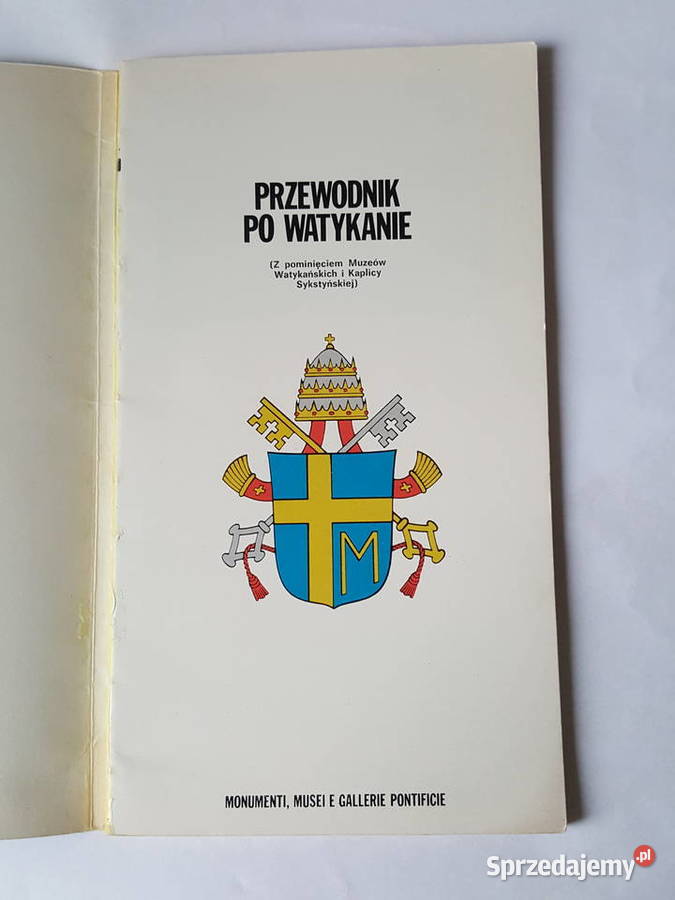 PRZEWODNIK
PO WATYKANIE
(Z pominięciem Muzeów
Watykańskich i Kaplicy
Sykstyńskiej)
M
MONUMENTI, MUSEI E GALLERIE PONTIFICIE
Sprzedajemy.pl